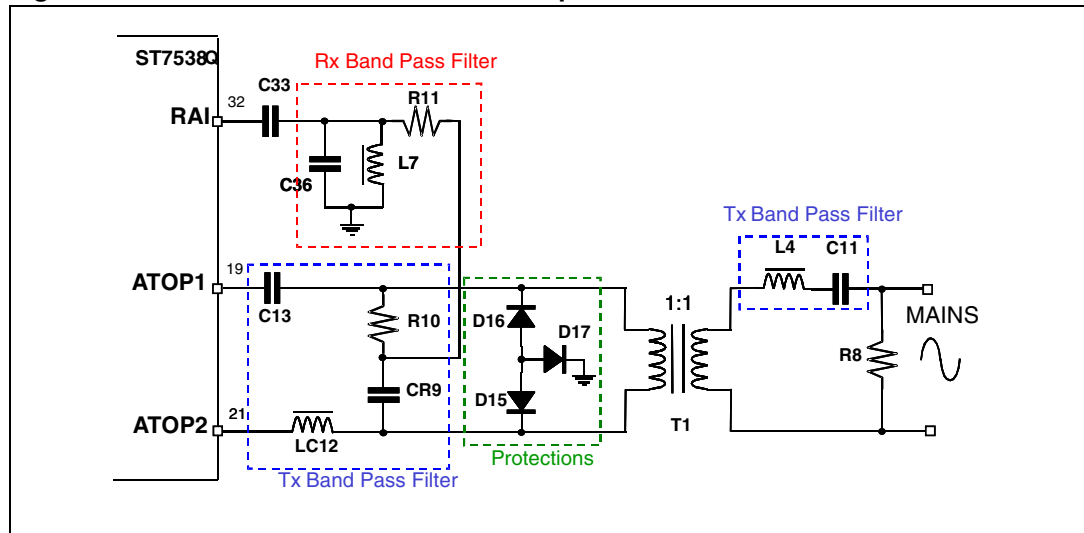 ST7538Q
Rx Band Pass Filter
C33
R11
32
RAI
L7
C36
Tx Band Pass Filter
L4
C11
19
ATOP1
C13
R10
D16
D17
1:1
MAINS
R8
CR9
D15
21
ATOP2
LC12
T1
Protections
Tx Band Pass Filter